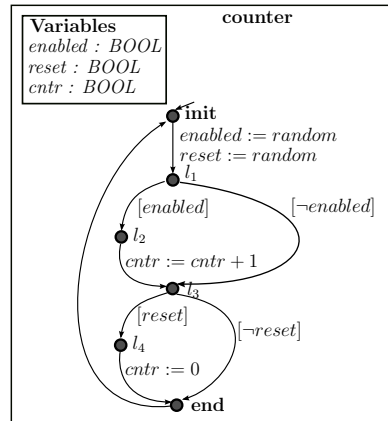 counter
Variables
enabled : BOOL
reset : BOOL
cntr : BOOL
init
enabled := random
reset := random
l1
[enabled]
[¬enabled]
l2
cntr := cntr + 1
l3
[reset]
[¬reset]
l4
cntr := 0
end